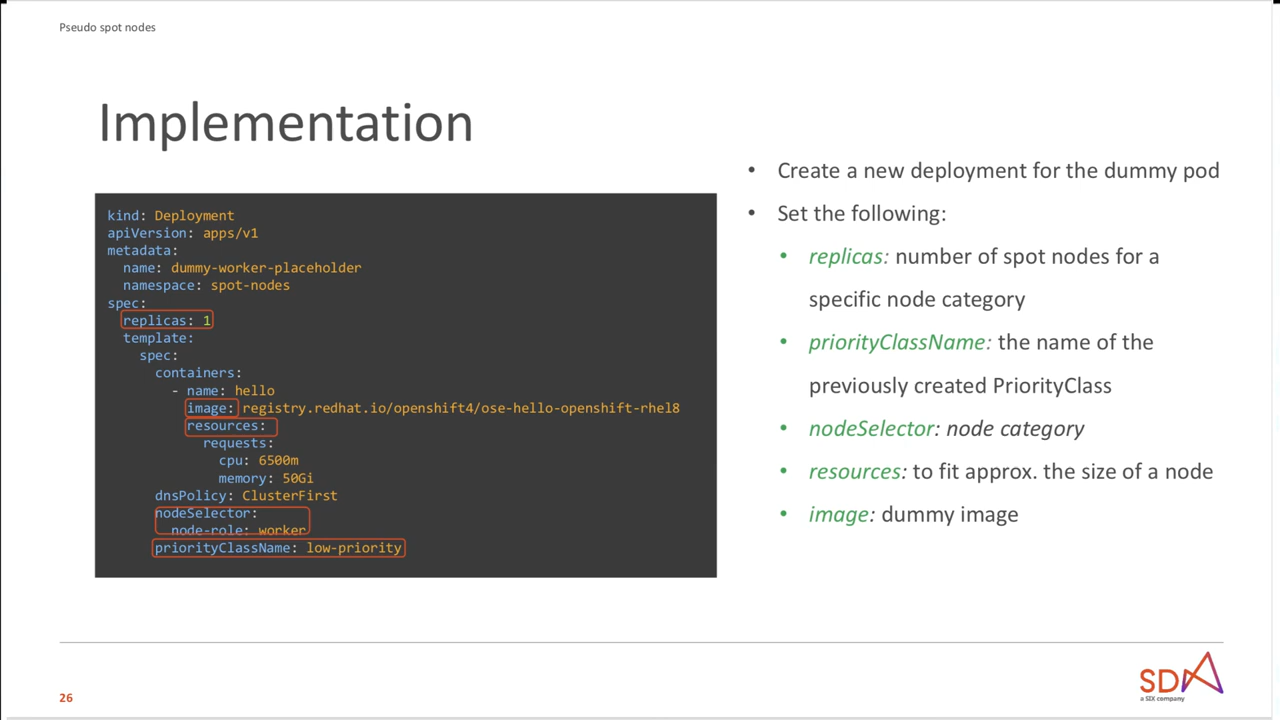 Pseudo spot nodes
Implementation
kind: Deployment
apiVersion: apps/v1
metadata:
  name: dummy-worker-placeholder
  namespace: spot-nodes
spec:
  replicas: 1
  template:
    spec:
      containers:
        - name: hello
          image: registry.redhat.io/openshift4/ose-hello-openshift-rhel8
          resources:
            requests:
              cpu: 6500m
              memory: 50Gi
      dnsPolicy: ClusterFirst
      nodeSelector:
        node-role: worker
      priorityClassName: low-priority
• Create a new deployment for the dummy pod
• Set the following:
• replicas: number of spot nodes for a
specific node category
• priorityClassName: the name of the
previously created PriorityClass
• nodeSelector: node category
• resources: to fit approx. the size of a node
• image: dummy image
26
SDA
a SIX company